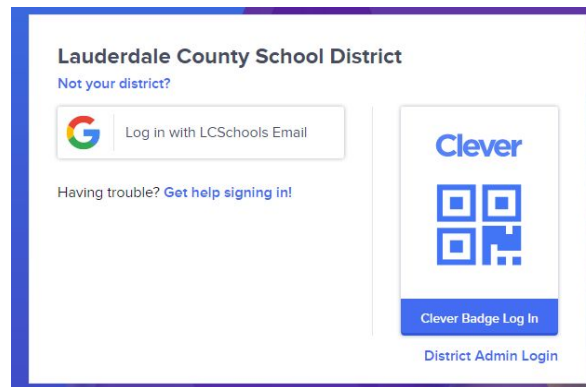 Lauderdale County School District
Not your district?
Log in with LCSchools Email
Having trouble? Get help signing in!
Clever
Clever Badge Log In
District Admin Login